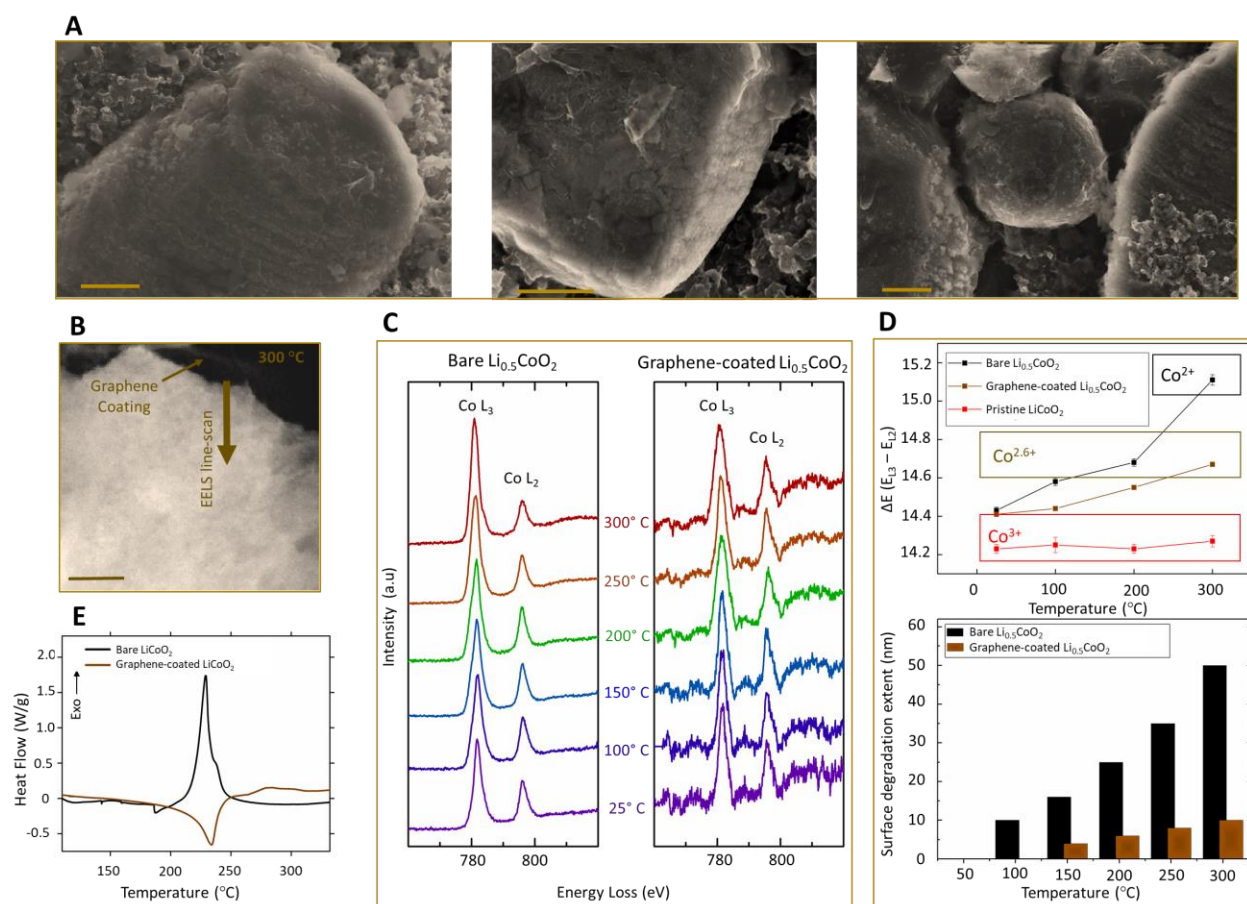 A
B
300 °C
Graphene
Coating
EELS line-scan
C
Bare Li₀.₅CoO₂
Graphene-coated Li₀.₅CoO₂
Co L₃
Co L₂
Co L₃
Co L₂
300° C
250° C
200° C
150° C
100° C
25° C
Intensity (a.u)
780
800
780
800
Energy Loss (eV)
D
15.2
15.0
14.8
14.6
14.4
14.2
ΔE (E_L3 – E_L2)
Bare Li₀.₅CoO₂
Graphene-coated Li₀.₅CoO₂
Pristine LiCoO₂
Co²⁺
Co²·⁶⁺
Co³⁺
0
100
200
300
Temperature (°C)
60
50
40
30
20
10
0
Surface degradation extent (nm)
Bare Li₀.₅CoO₂
Graphene-coated Li₀.₅CoO₂
50
100
150
200
250
300
Temperature (°C)
E
Bare LiCoO₂
Graphene-coated LiCoO₂
2.0
1.5
1.0
0.5
0
-0.5
Exo
Heat Flow (W/g)
150
200
250
300
Temperature (°C)